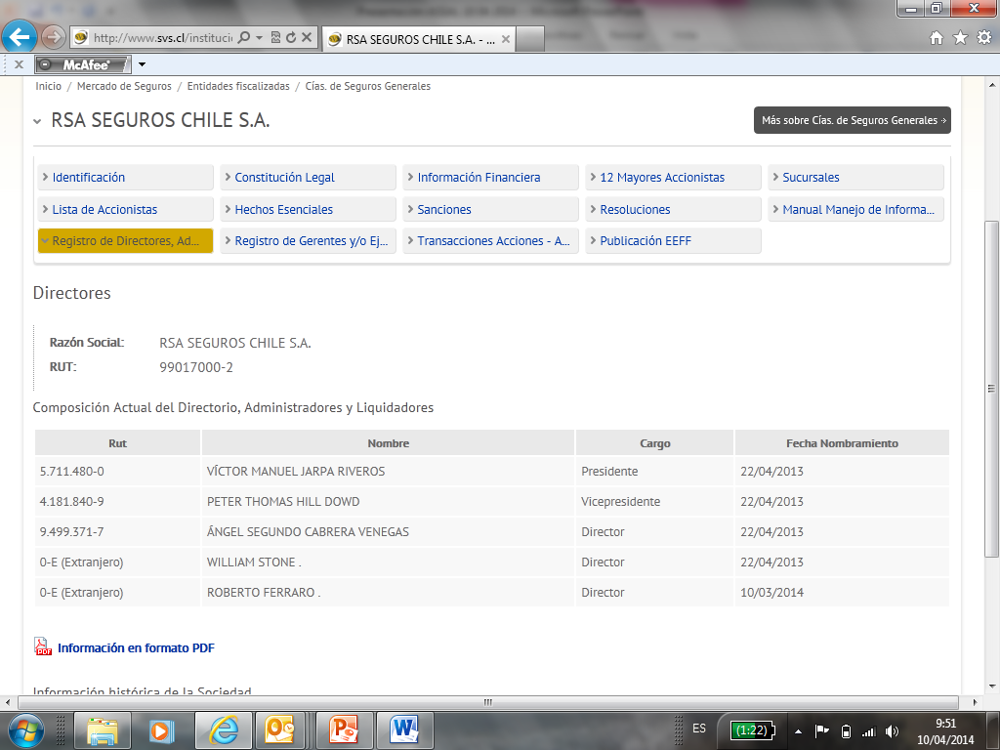 http://www.svs.cl/instituci
RSA SEGUROS CHILE S.A. - ...
McAfee
Inicio / Mercado de Seguros / Entidades fiscalizadas / Cías. de Seguros Generales
RSA SEGUROS CHILE S.A.
Más sobre Cías. de Seguros Generales
Identificación Constitución Legal Información Financiera 12 Mayores Accionistas Sucursales
Lista de Accionistas Hechos Esenciales Sanciones Resoluciones Manual Manejo de Informa...
Registro de Directores, Ad... Registro de Gerentes y/o Ej... Transacciones Acciones - A... Publicación EEFF
Directores
Razón Social: RSA SEGUROS CHILE S.A.
RUT: 99017000-2
Composición Actual del Directorio, Administradores y Liquidadores
Rut Nombre Cargo Fecha Nombramiento
5.711.480-0 VÍCTOR MANUEL JARPA RIVEROS Presidente 22/04/2013
4.181.840-9 PETER THOMAS HILL DOWD Vicepresidente 22/04/2013
9.499.371-7 ÁNGEL SEGUNDO CABRERA VENEGAS Director 22/04/2013
0-E (Extranjero) WILLIAM STONE . Director 22/04/2013
0-E (Extranjero) ROBERTO FERRARO . Director 10/03/2014
Información en formato PDF
Información histórica de la Sociedad
ES (1:22) 9:51
10/04/2014